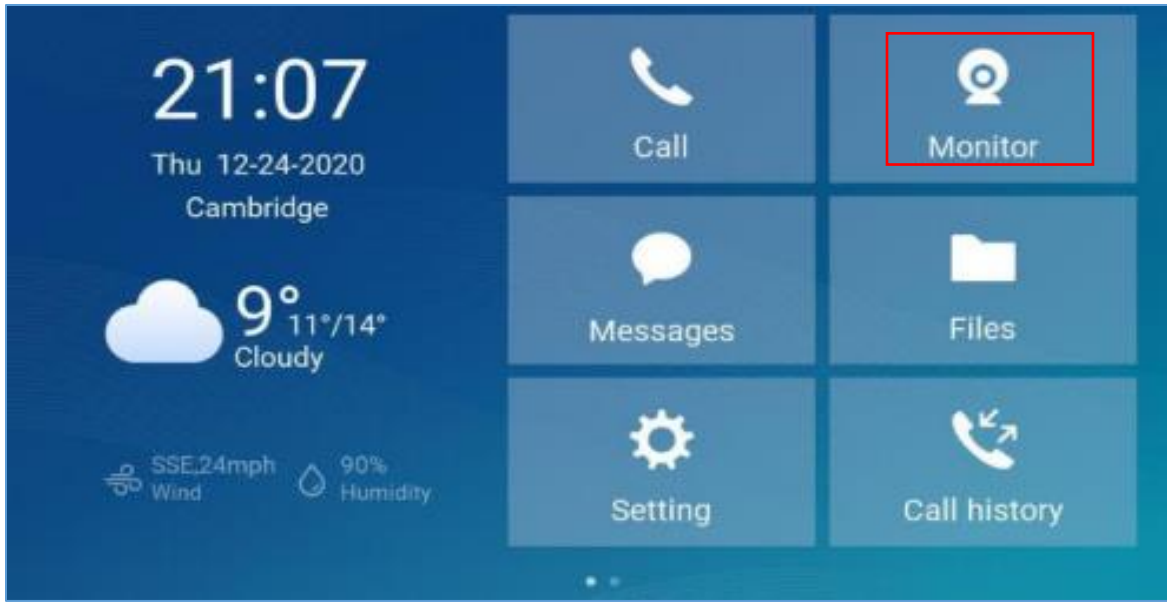 21:07
Thu 12-24-2020
Cambridge
9°
11°/14°
Cloudy
SSE,24mph
Wind
90%
Humidity
Call
Monitor
Messages
Files
Setting
Call history